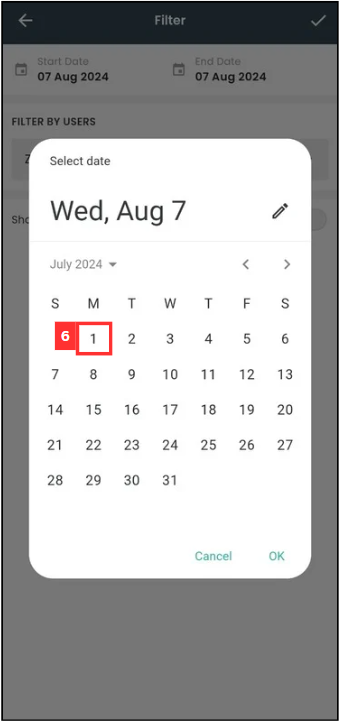 Filter
Start Date
07 Aug 2024
End Date
07 Aug 2024
FILTER BY USERS
Select date
Wed, Aug 7
July 2024
S M T W T F S
6 1 2 3 4 5 6
7 8 9 10 11 12 13
14 15 16 17 18 19 20
21 22 23 24 25 26 27
28 29 30 31
Cancel OK